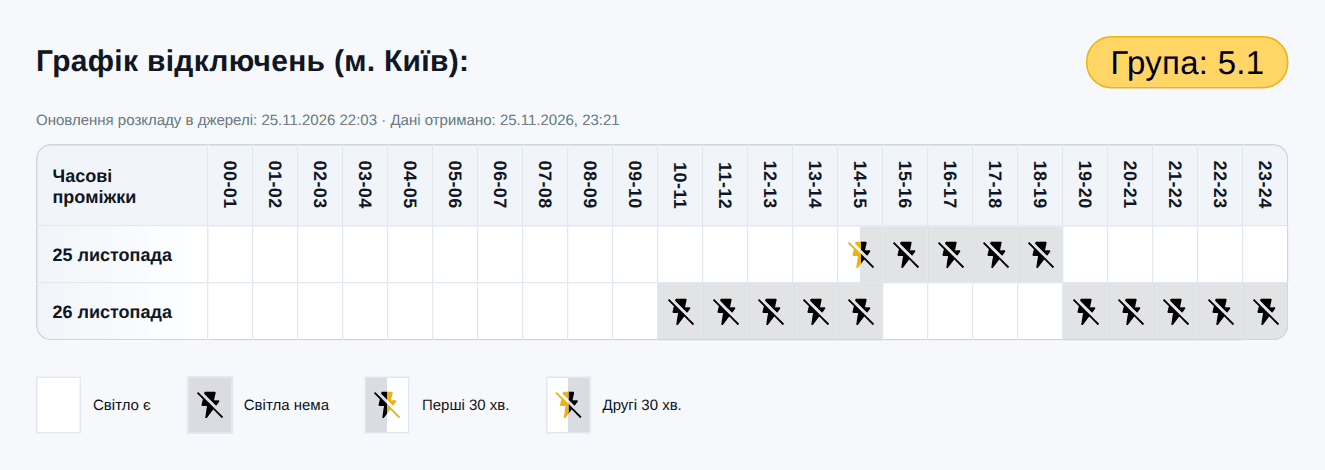 Графік відключень (м. Київ):
Група: 5.1
Оновлення розкладу в джерелі: 25.11.2026 22:03 · Дані отримано: 25.11.2026, 23:21
Часові
проміжки
00-01
01-02
02-03
03-04
04-05
05-06
06-07
07-08
08-09
09-10
10-11
11-12
12-13
13-14
14-15
15-16
16-17
17-18
18-19
19-20
20-21
21-22
22-23
23-24
25 листопада
26 листопада
Світло є
Світла нема
Перші 30 хв.
Другі 30 хв.